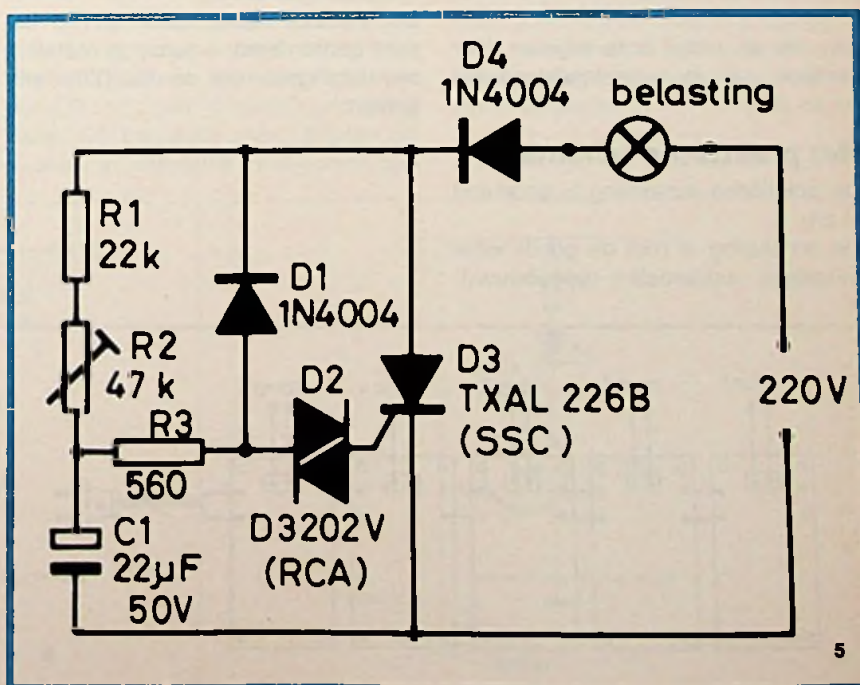 D4
1N4004
belasting
R1
22k
D1
1N4004
R2
47 k
D2
D3
TXAL 226B
(SSC)
220V
R3
560
D3202V
(RCA)
C1
22µF
50V
5